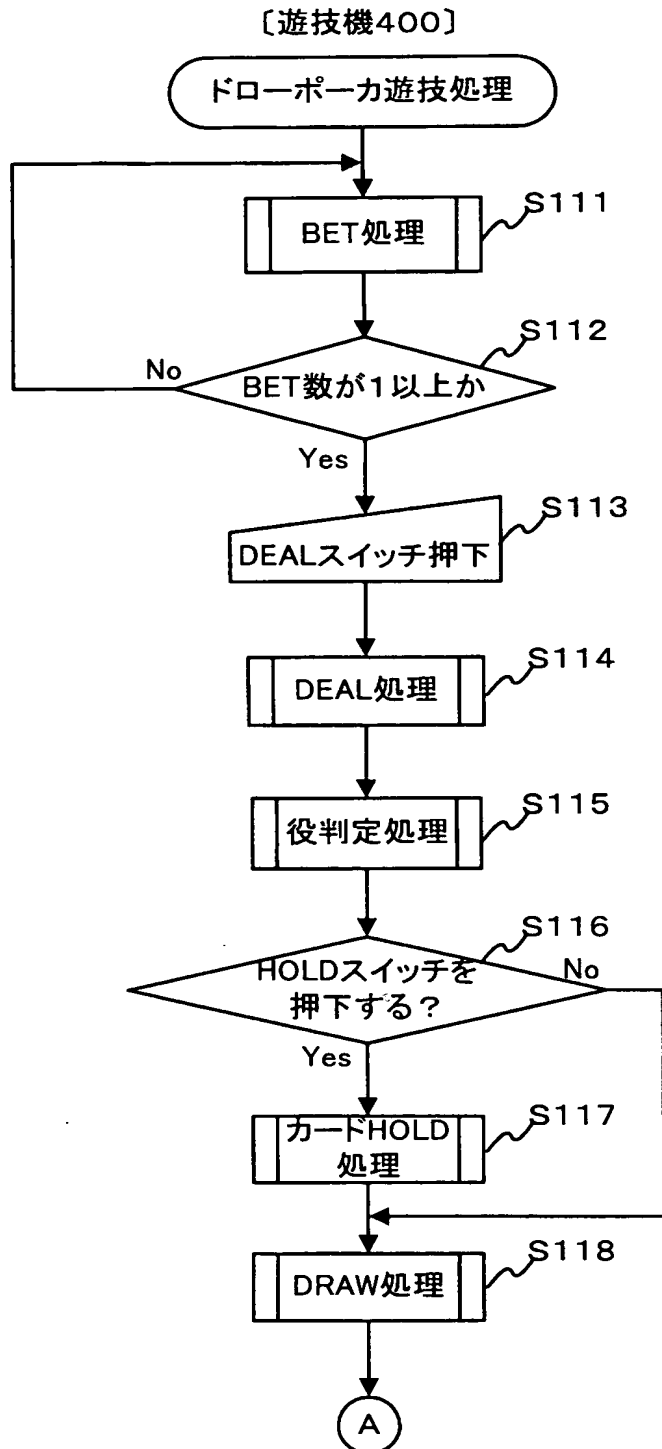 〔遊技機400〕
ドローポーカ遊技処理
S111
BET処理
S112
No
BET数が1以上か
Yes
S113
DEALスイッチ押下
S114
DEAL処理
S115
役判定処理
S116
HOLDスイッチを
押下する?
No
Yes
S117
カードHOLD
処理
S118
DRAW処理
A